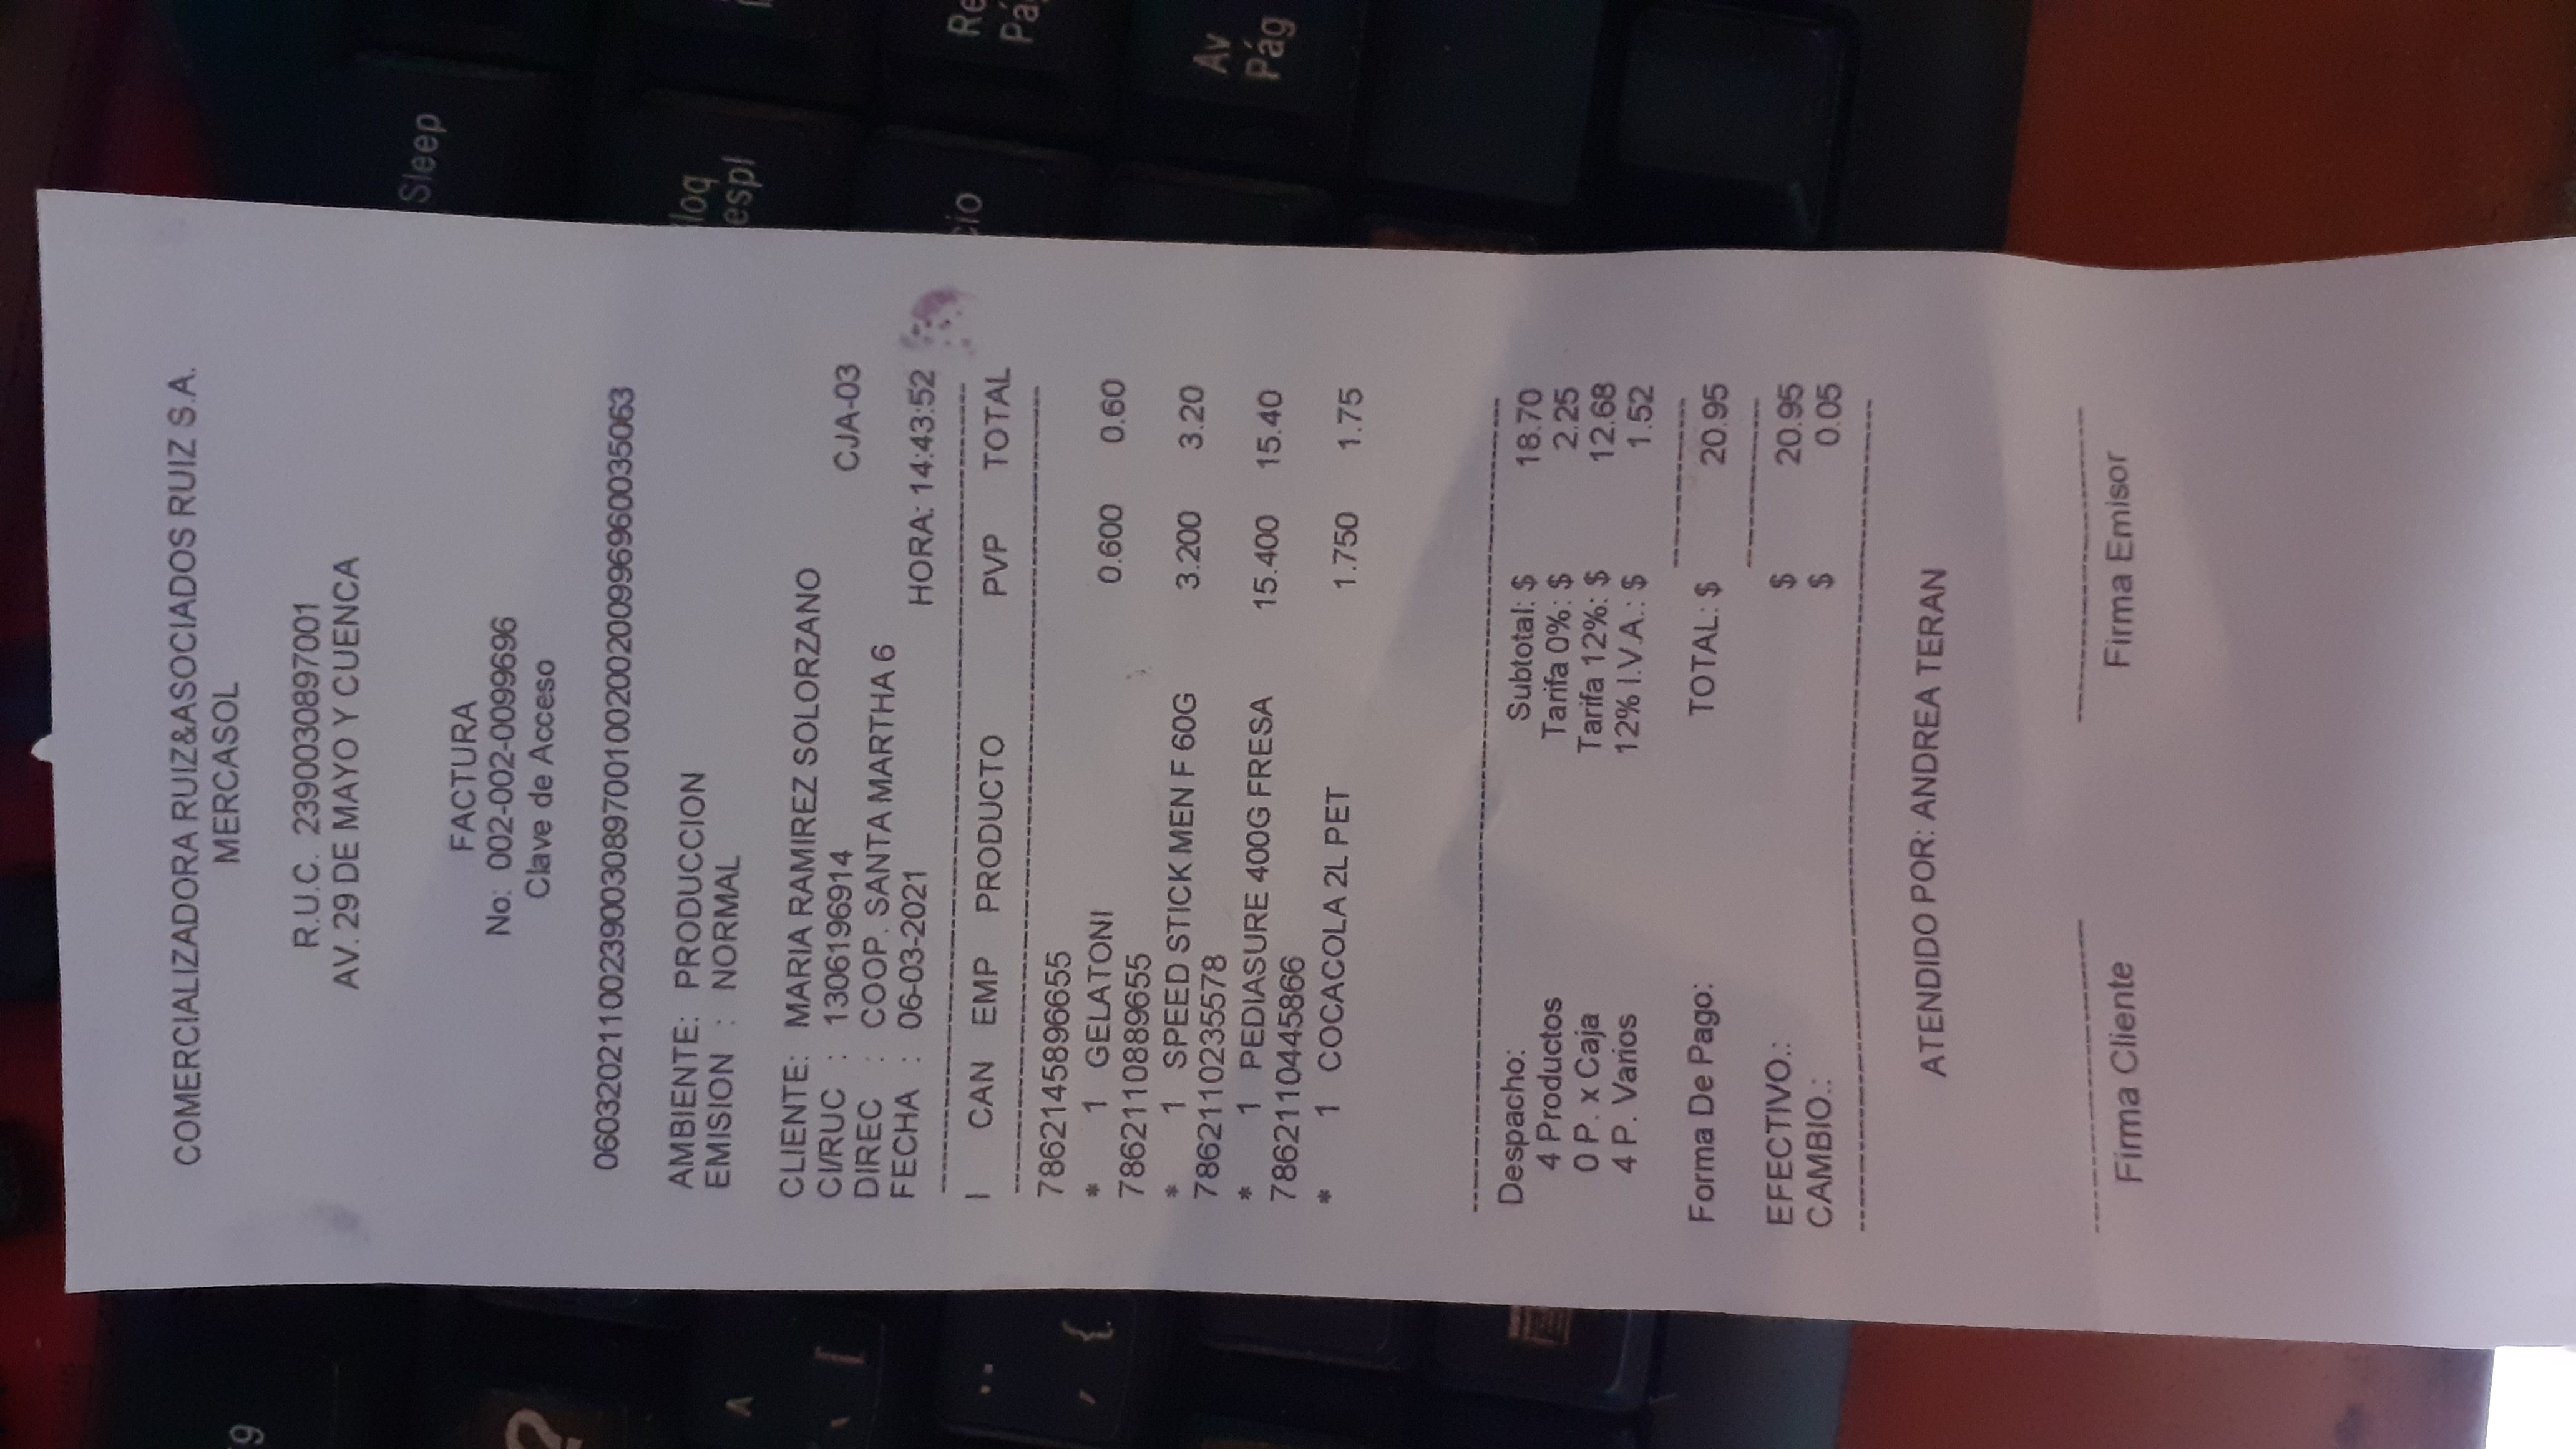 COMERCIALIZADORA RUIZ&ASOCIADOS RUIZ S.A.
MERCASOL
R.U.C. 2390030897001
AV. 29 DE MAYO Y CUENCA
FACTURA
No: 002-002-0099696
Clave de Acceso
0603202110023900308970010020020009969600035063
AMBIENTE: PRODUCCION
EMISION : NORMAL
CLIENTE: MARIA RAMIREZ SOLORZANO
CI/RUC : 1306196914 CJA-03
DIREC : COOP. SANTA MARTHA 6
FECHA : 06-03-2021 HORA: 14:43:52
I CAN EMP PRODUCTO PVP TOTAL
7862145896655
* 1 GELATONI 0.600 0.60
7862110889655
* 1 SPEED STICK MEN F 60G 3.200 3.20
7862110235578
* 1 PEDIASURE 400G FRESA 15.400 15.40
7862110445866
* 1 COCACOLA 2L PET 1.750 1.75
Despacho: Subtotal: $ 18.70
4 Productos Tarifa 0%: $ 2.25
0 P. x Caja Tarifa 12%: $ 12.68
4 P. Varios 12% I.V.A.: $ 1.52
Forma De Pago: TOTAL: $ 20.95
EFECTIVO.: $ 20.95
CAMBIO.: $ 0.05
ATENDIDO POR: ANDREA TERAN
Firma Cliente Firma Emisor
? ^ [ ` ¨ { ´
Sleep
Re
Pá
Av
Pág